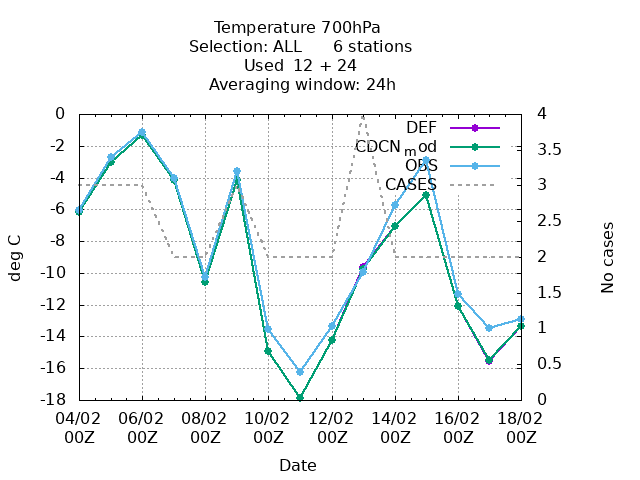 Temperature 700hPa
Selection: ALL      6 stations
Used  12 + 24
Averaging window: 24h
0
-2
-4
-6
-8
-10
-12
-14
-16
-18
deg C
4
3.5
3
2.5
2
1.5
1
0.5
0
No cases
DEF
CDCN_mod
OBS
CASES
04/02 06/02 08/02 10/02 12/02 14/02 16/02 18/02
00Z 00Z 00Z 00Z 00Z 00Z 00Z 00Z
Date